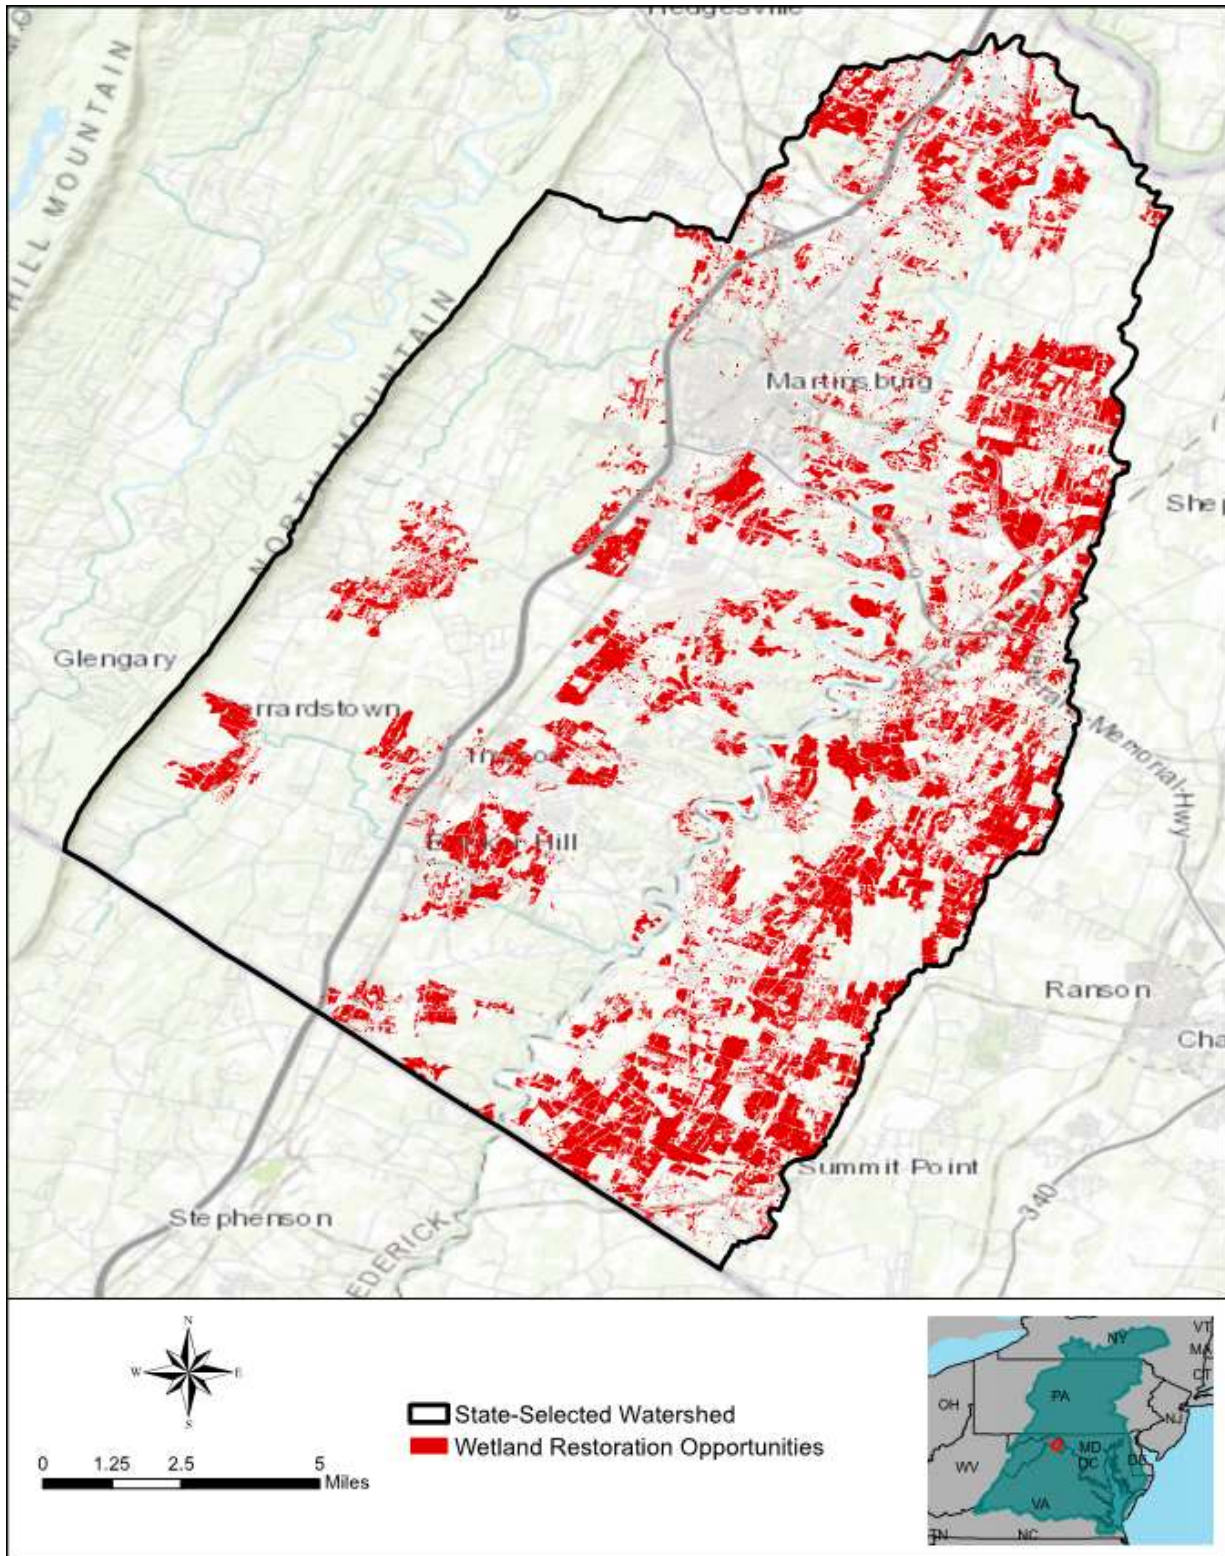 HILL MOUNTAIN
NORTH MOUNTAIN
Martinsburg
Glengary
Memorial Hwy
Ranson
Summit Point
340
Stephenson
N
W
E
S
0 1.25 2.5 5
Miles
State-Selected Watershed
Wetland Restoration Opportunities
NY
VT
MA
CT
PA
OH
NJ
MD
DC
DE
WV
VA
TN
NC